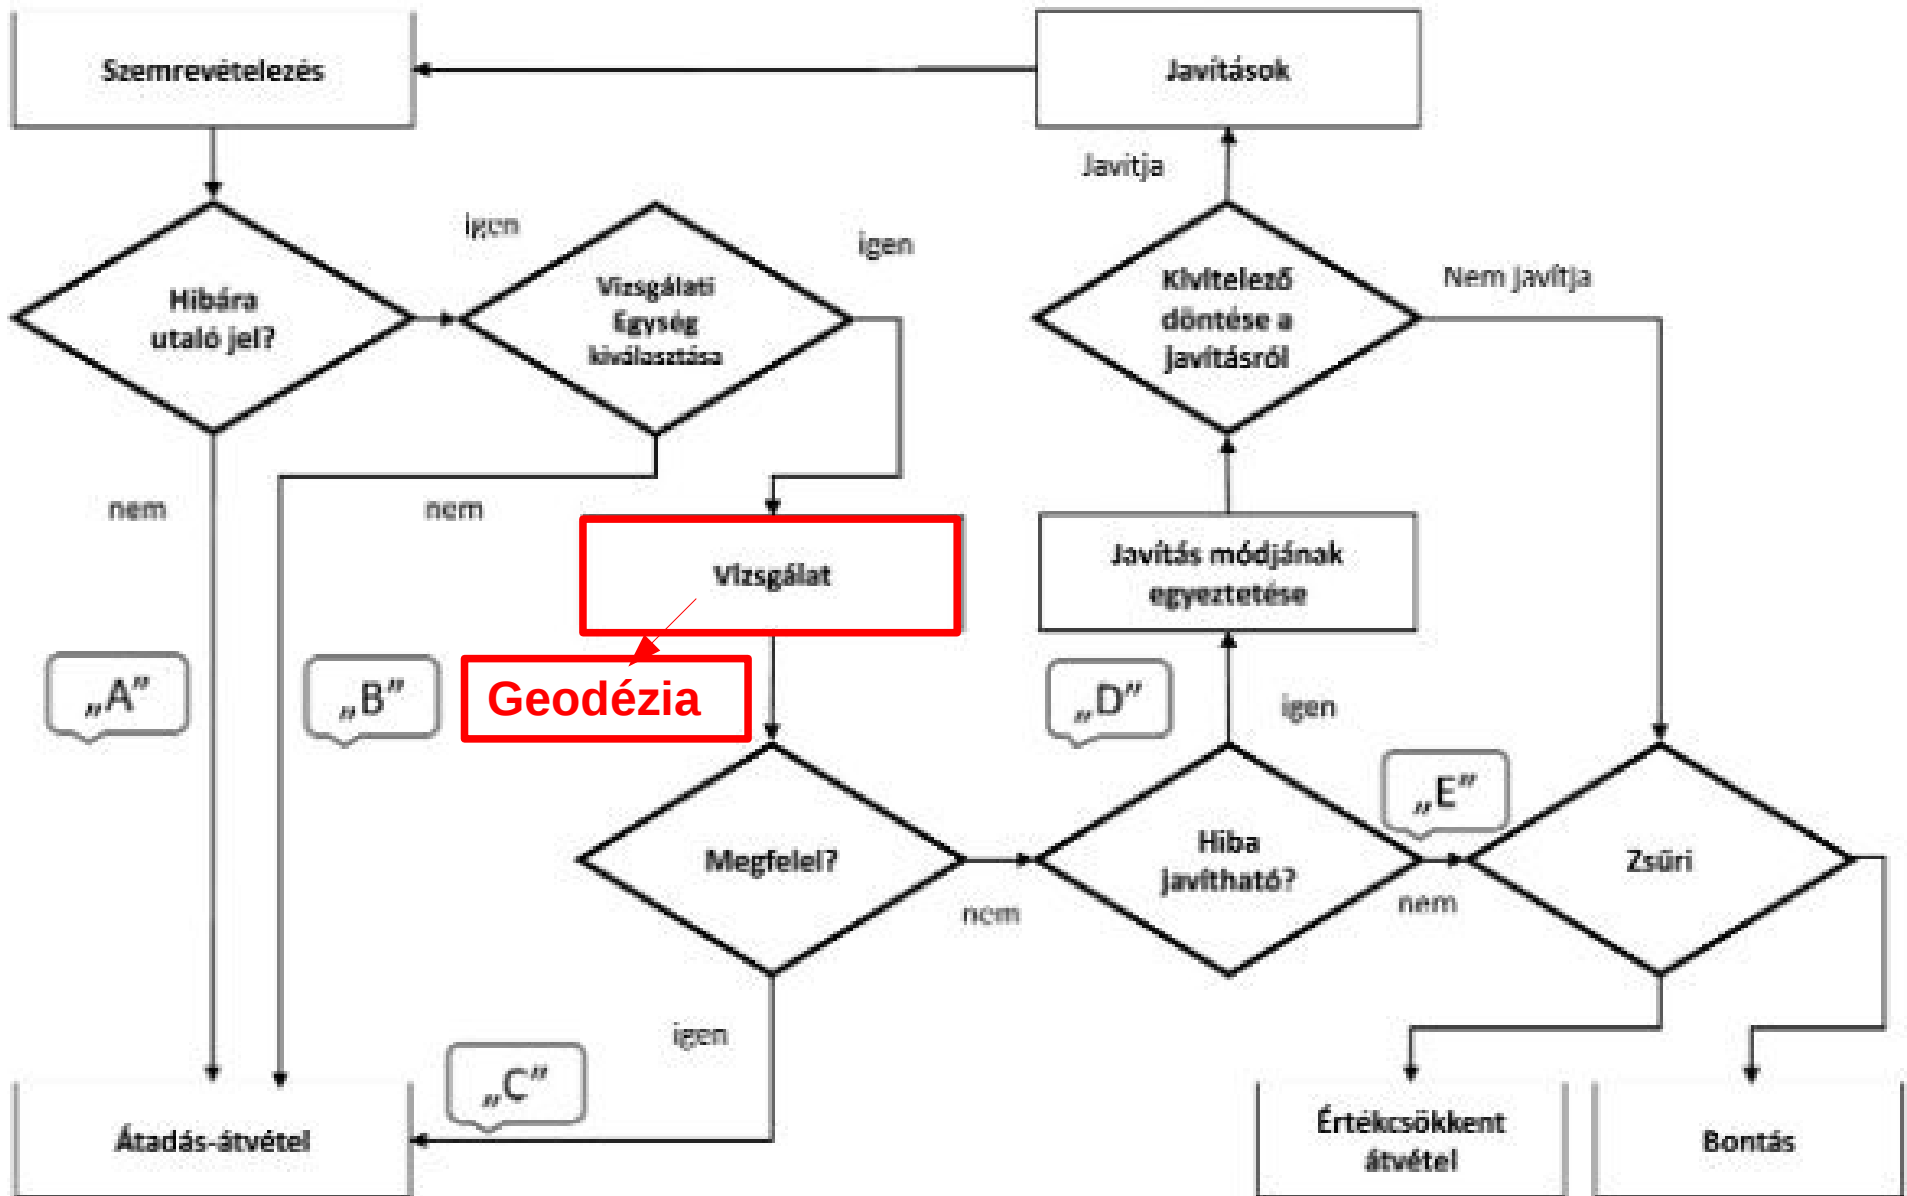 Szemrevételezés
Javítások
Javítja
igen
igen
Hibára
utaló jel?
Vizsgálati
Egység
kiválasztása
Kivitelező
döntése a
javításról
Nem javítja
nem
nem
Vizsgálat
Javítás módjának
egyeztetése
„A”
„B”
Geodézia
„D”
igen
„E”
Megfelel?
Hiba
javítható?
Zsűri
nem
nem
igen
„C”
Átadás-átvétel
Értékcsökkent
átvétel
Bontás